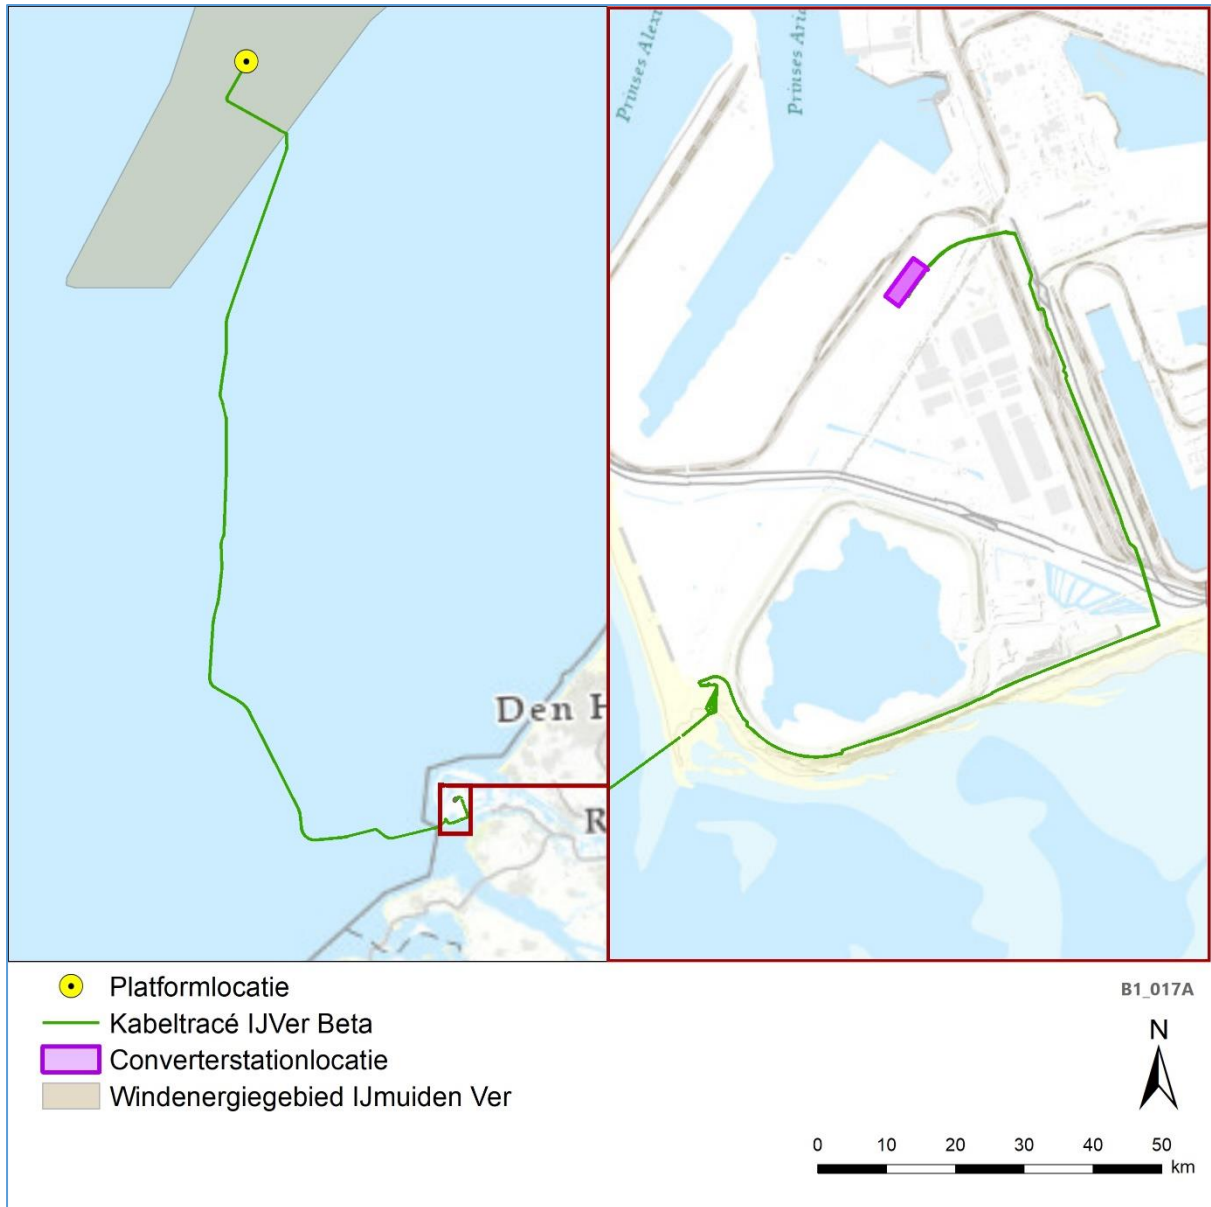 Prinses Alex
Prinses Aria
Den H
R
Platformlocatie
Kabeltracé IJVer Beta
Converterstationlocatie
Windenergiegebied IJmuiden Ver
B1_017A
N
0 10 20 30 40 50
km